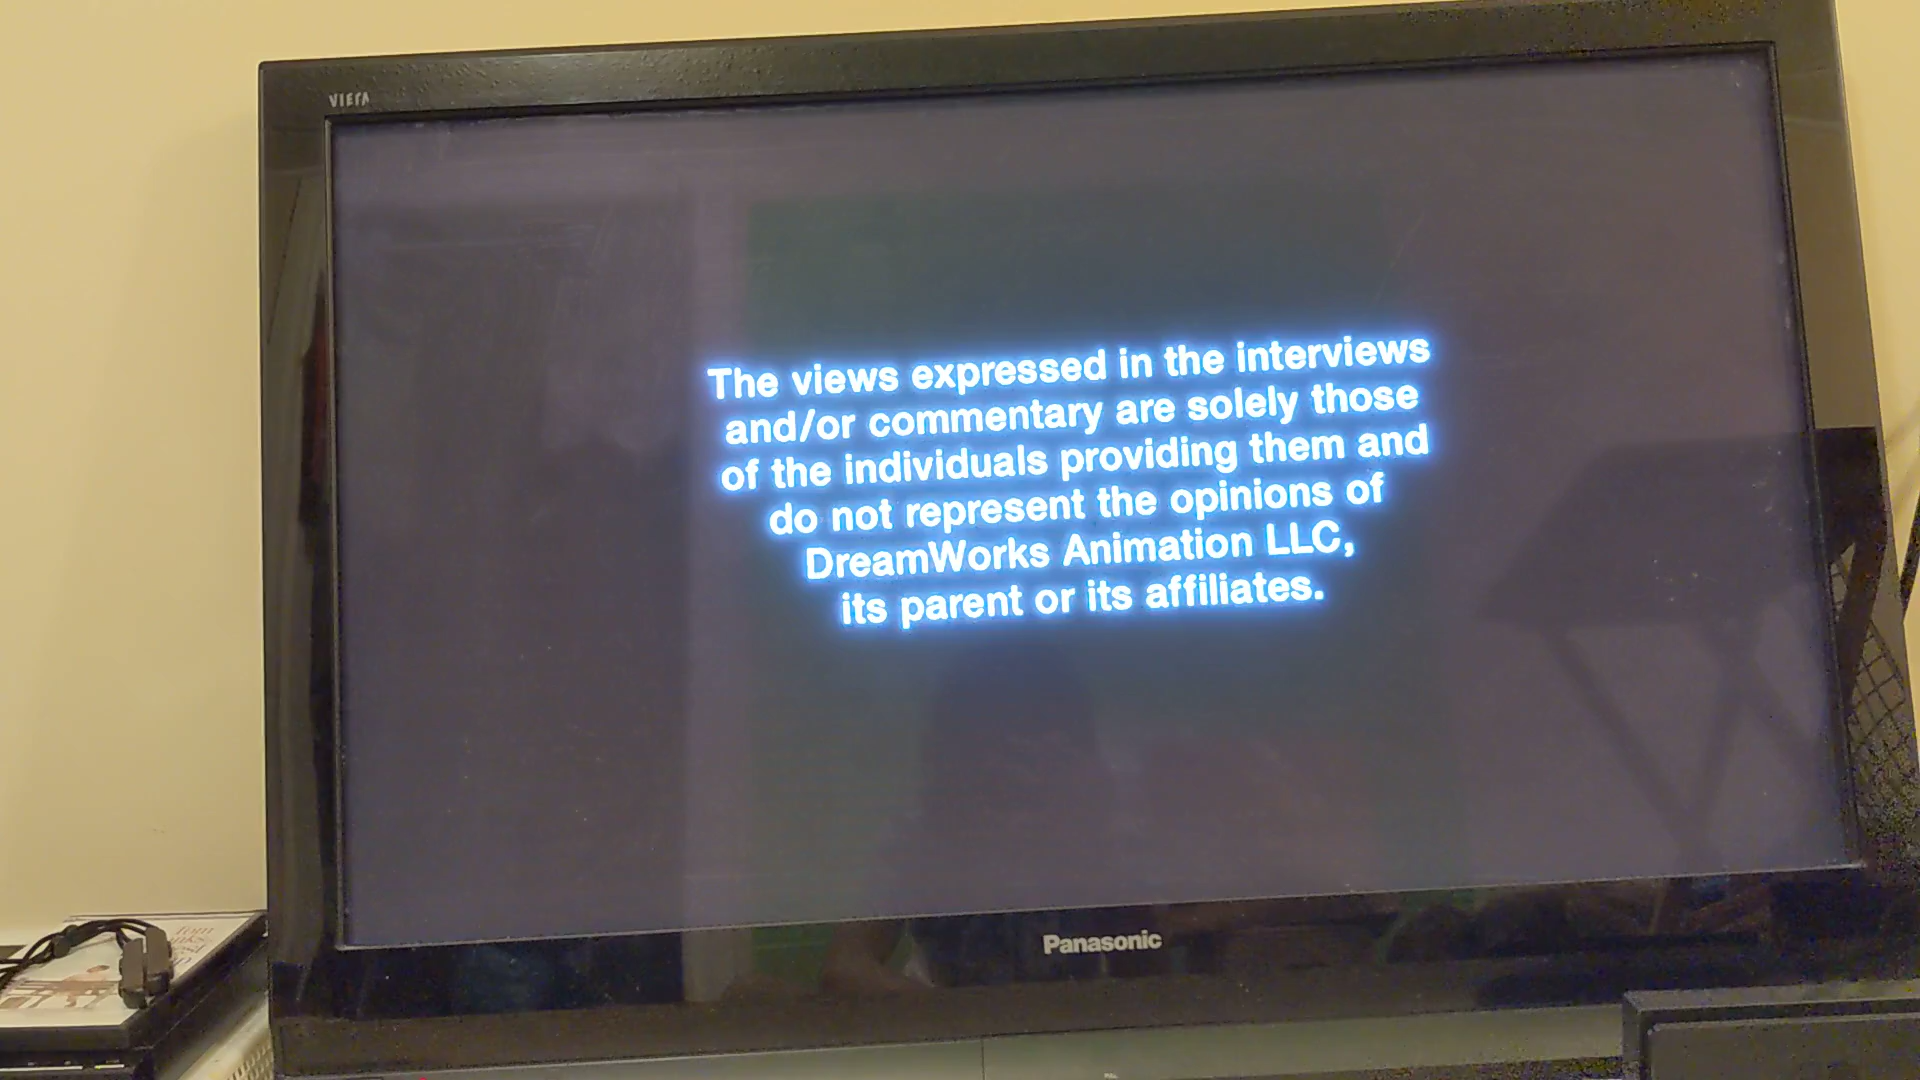 VIERA
The views expressed in the interviews
and/or commentary are solely those
of the individuals providing them and
do not represent the opinions of
DreamWorks Animation LLC,
its parent or its affiliates.
Panasonic